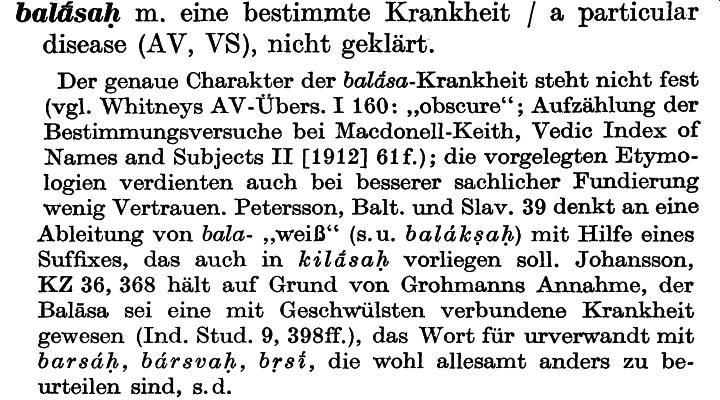 balā́saḥ m. eine bestimmte Krankheit / a particular
disease (AV, VS), nicht geklärt.
Der genaue Charakter der balā́sa-Krankheit steht nicht fest
(vgl. Whitneys AV-Übers. I 160: „obscure“; Aufzählung der
Bestimmungsversuche bei Macdonell-Keith, Vedic Index of
Names and Subjects II [1912] 61f.); die vorgelegten Etymo-
logien verdienten auch bei besserer sachlicher Fundierung
wenig Vertrauen. Petersson, Balt. und Slav. 39 denkt an eine
Ableitung von bala- „weiß“ (s. u. balákṣaḥ) mit Hilfe eines
Suffixes, das auch in kilā́saḥ vorliegen soll. Johansson,
KZ 36, 368 hält auf Grund von Grohmanns Annahme, der
Balāsa sei eine mit Geschwülsten verbundene Krankheit
gewesen (Ind. Stud. 9, 398ff.), das Wort für urverwandt mit
barsáḥ, bársvaḥ, bṛsī́, die wohl allesamt anders zu be-
urteilen sind, s. d.